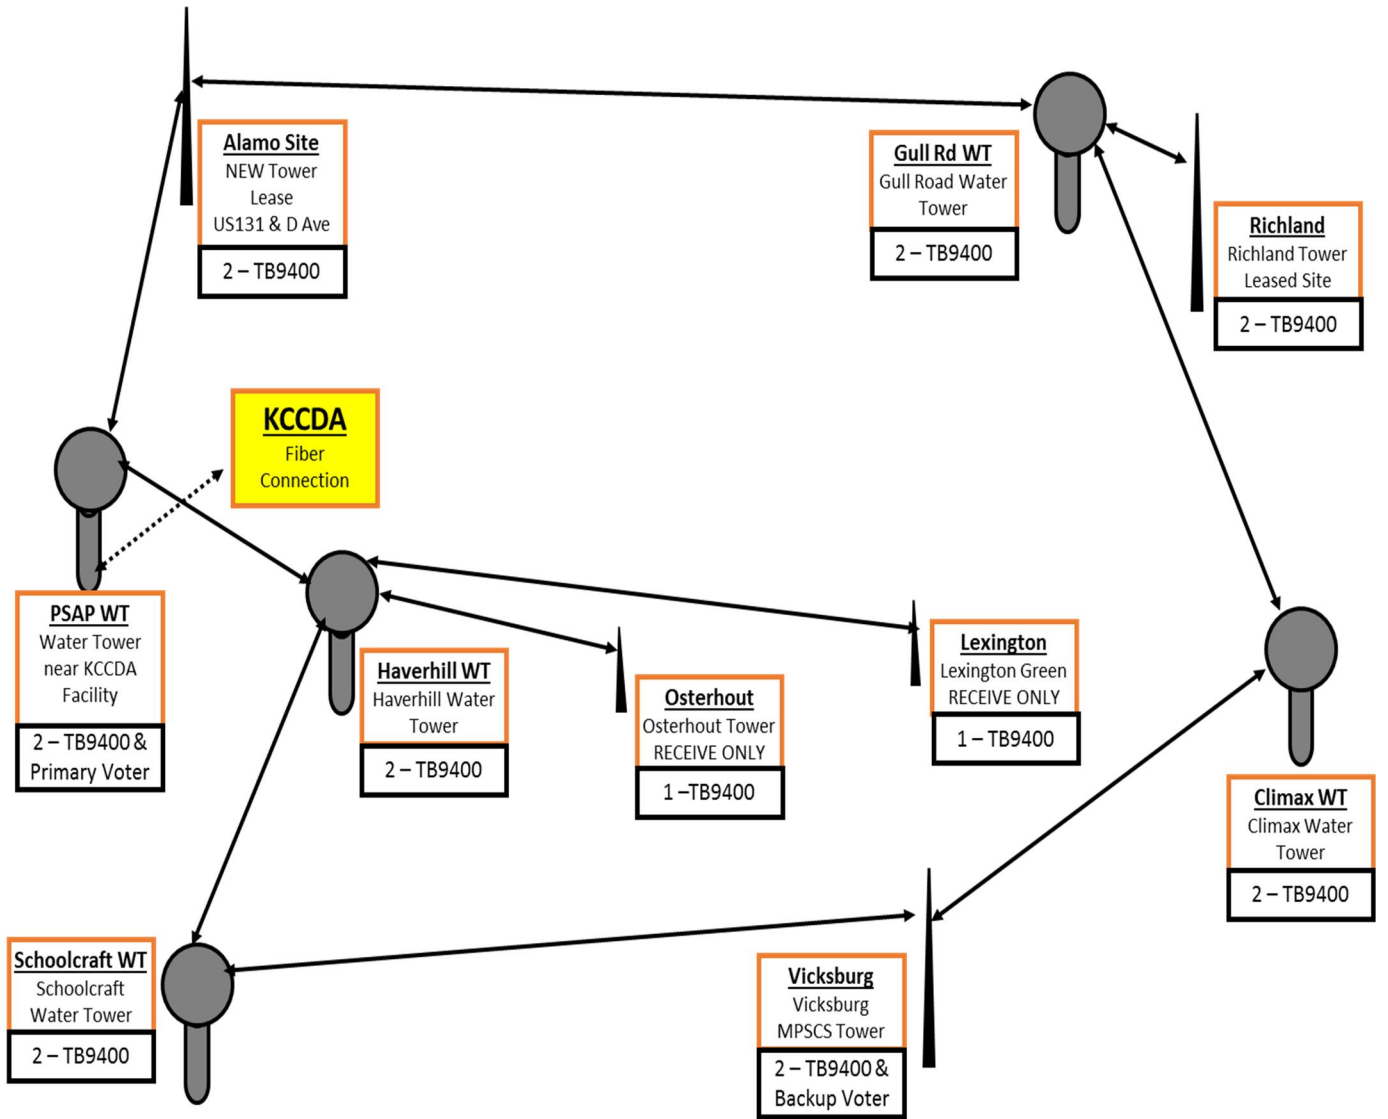 Alamo Site
NEW Tower
Lease
US131 & D Ave
2 – TB9400
Gull Rd WT
Gull Road Water
Tower
2 – TB9400
Richland
Richland Tower
Leased Site
2 – TB9400
KCCDA
Fiber
Connection
PSAP WT
Water Tower
near KCCDA
Facility
2 – TB9400 &
Primary Voter
Haverhill WT
Haverhill Water
Tower
2 – TB9400
Osterhout
Osterhout Tower
RECEIVE ONLY
1 –TB9400
Lexington
Lexington Green
RECEIVE ONLY
1 – TB9400
Climax WT
Climax Water
Tower
2 – TB9400
Schoolcraft WT
Schoolcraft
Water Tower
2 – TB9400
Vicksburg
Vicksburg
MPSCS Tower
2 – TB9400 &
Backup Voter